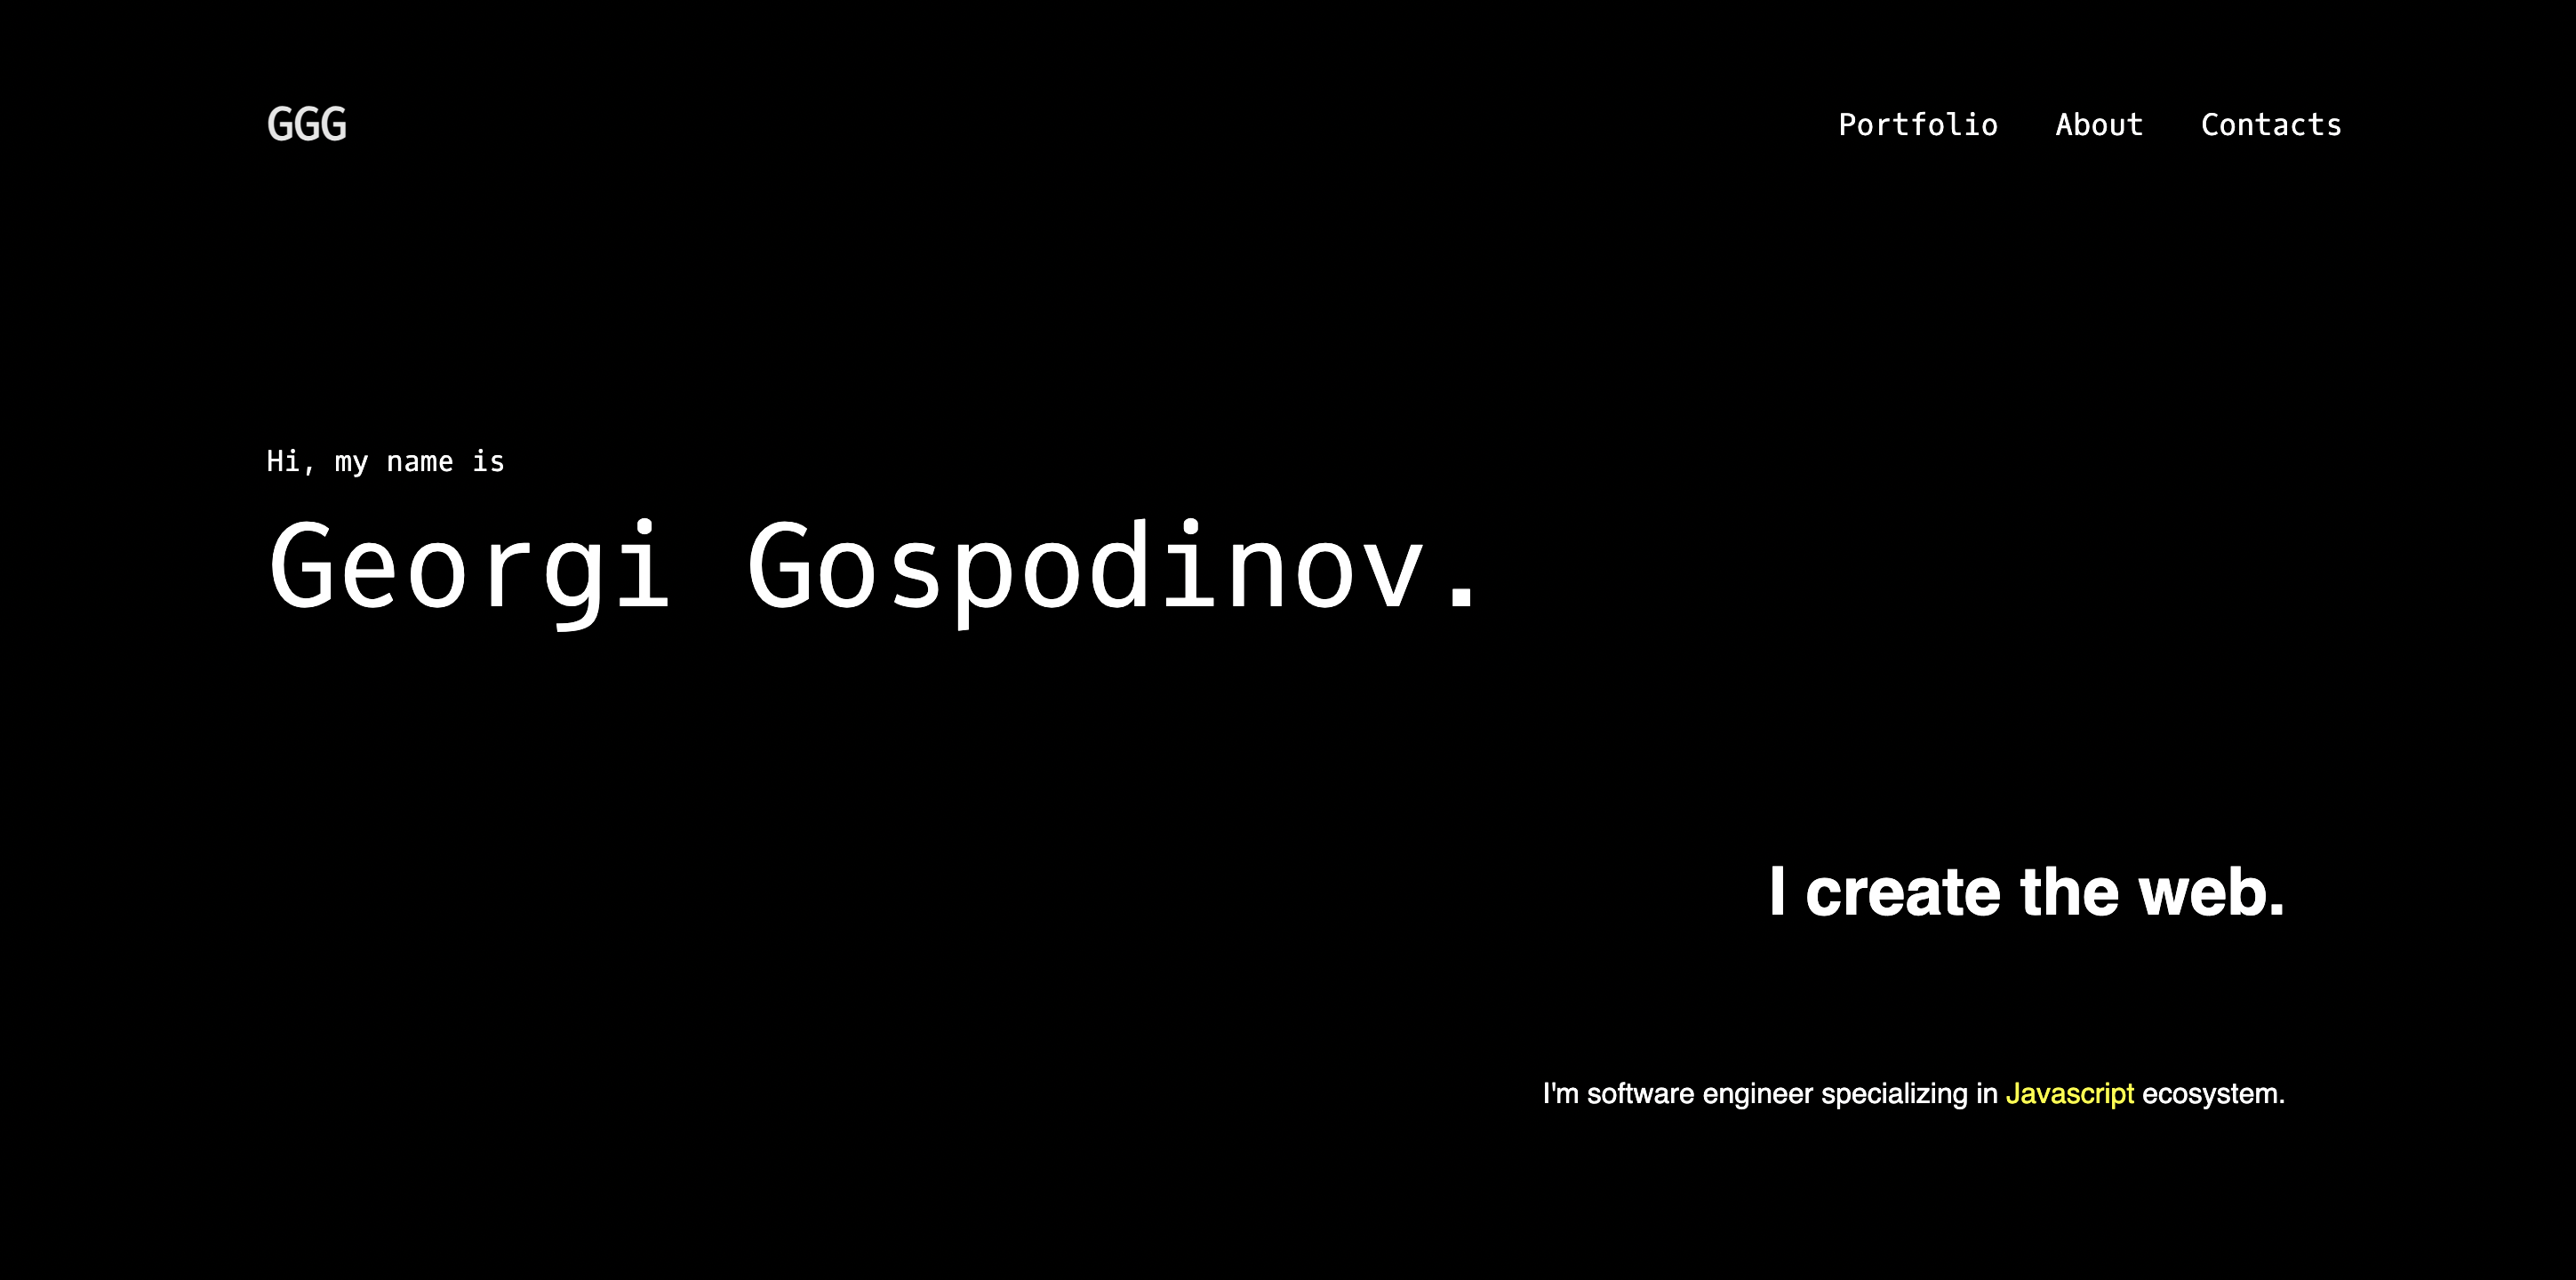 GGG
Portfolio About Contacts
Hi, my name is
Georgi Gospodinov.
I create the web.
I'm software engineer specializing in Javascript ecosystem.